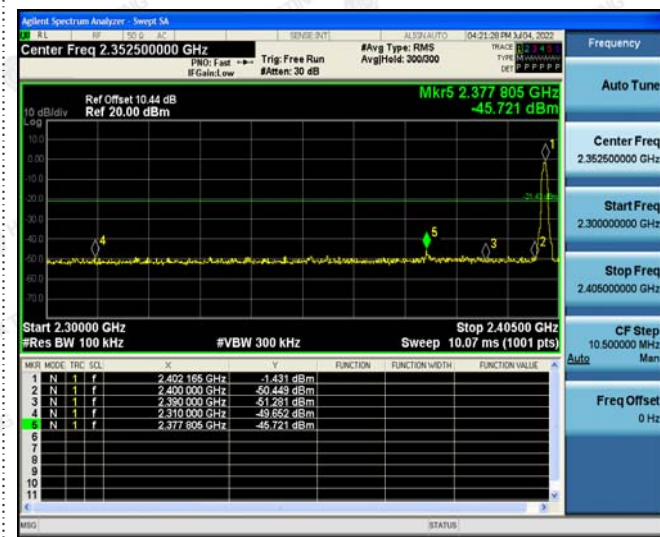 Agilent Spectrum Analyzer - Swept SA
RL RF 50 Ω AC SENSE:INT ALIGN AUTO 04:21:28 PM Jul 04, 2022
Center Freq 2.352500000 GHz
PNO: Fast
IFGain:Low
Trig: Free Run
#Atten: 30 dB
#Avg Type: RMS
Avg|Hold: 300/300
TRACE 1 2 3 4 5 6
TYPE M WWWWW
DET P P P P P P
Ref Offset 10.44 dB
10 dB/div Ref 20.00 dBm
Log
Mkr5 2.377 805 GHz
-45.721 dBm
10.0
0.00
-10.0
-20.0
-30.0
-40.0
-50.0
-60.0
-70.0
-21.43 dBm
1
2
3
4
5
Start 2.30000 GHz Stop 2.40500 GHz
#Res BW 100 kHz #VBW 300 kHz Sweep 10.07 ms (1001 pts)
MKR MODE TRC SCL X Y FUNCTION FUNCTION WIDTH FUNCTION VALUE
1 N 1 f 2.402 165 GHz -1.431 dBm
2 N 1 f 2.400 000 GHz -50.449 dBm
3 N 1 f 2.390 000 GHz -51.281 dBm
4 N 1 f 2.310 000 GHz -49.652 dBm
5 N 1 f 2.377 805 GHz -45.721 dBm
6
7
8
9
10
11
MSG STATUS
Frequency
Auto Tune
Center Freq
2.352500000 GHz
Start Freq
2.300000000 GHz
Stop Freq
2.405000000 GHz
CF Step
10.500000 MHz
Auto Man
Freq Offset
0 Hz